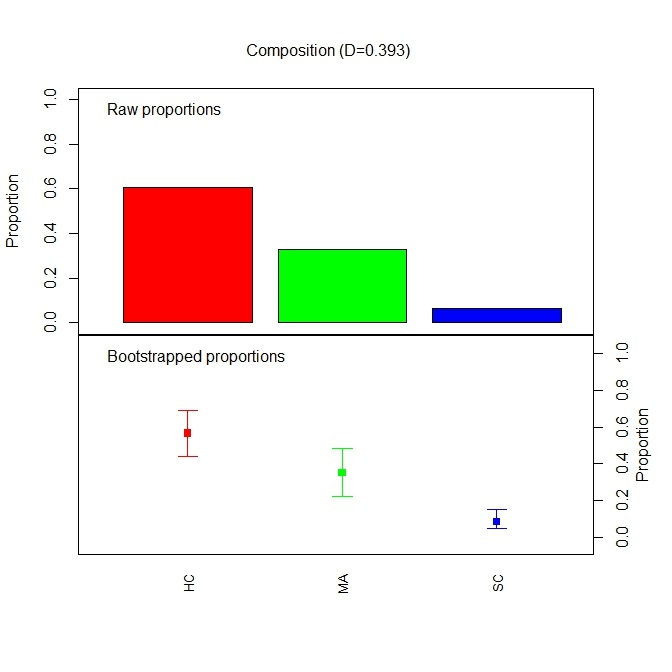 Composition (D=0.393)
Raw proportions
Proportion
1.0
0.8
0.6
0.4
0.2
0.0
Bootstrapped proportions
Proportion
1.0
0.8
0.6
0.4
0.2
0.0
HC
MA
SC